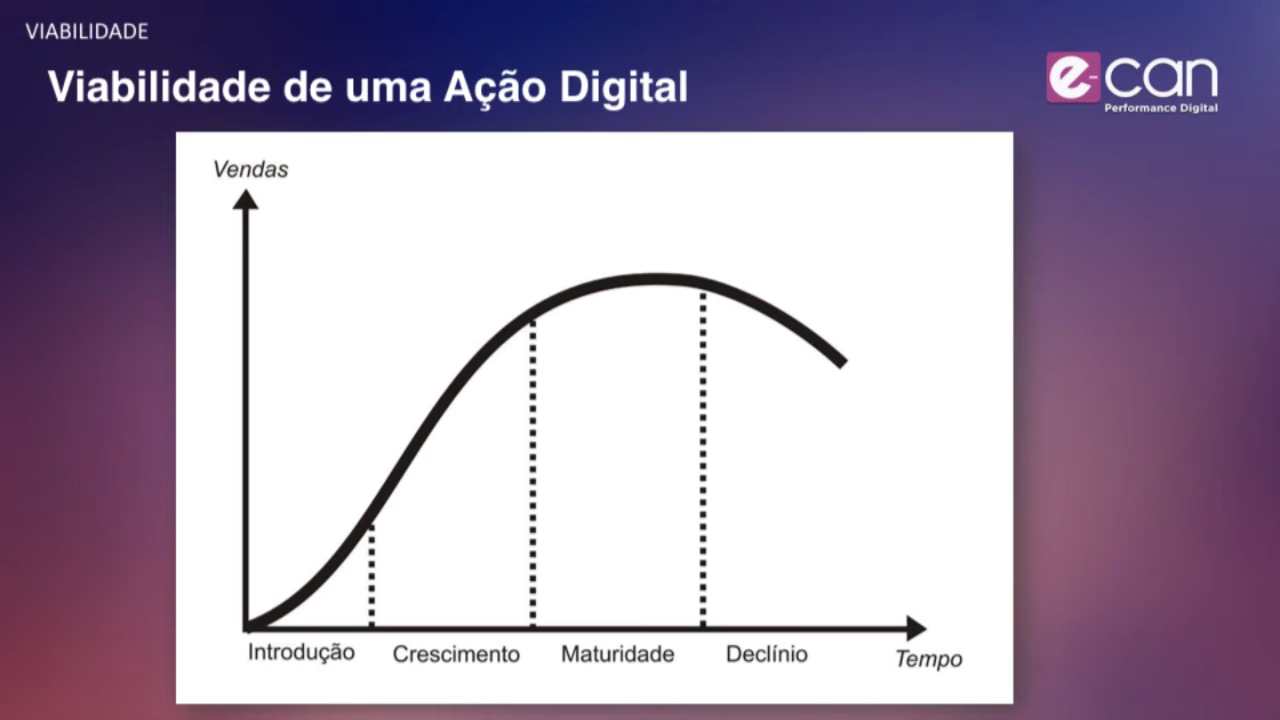 VIABILIDADE
Viabilidade de uma Ação Digital
e-can
Performance Digital
Vendas
Introdução
Crescimento
Maturidade
Declínio
Tempo